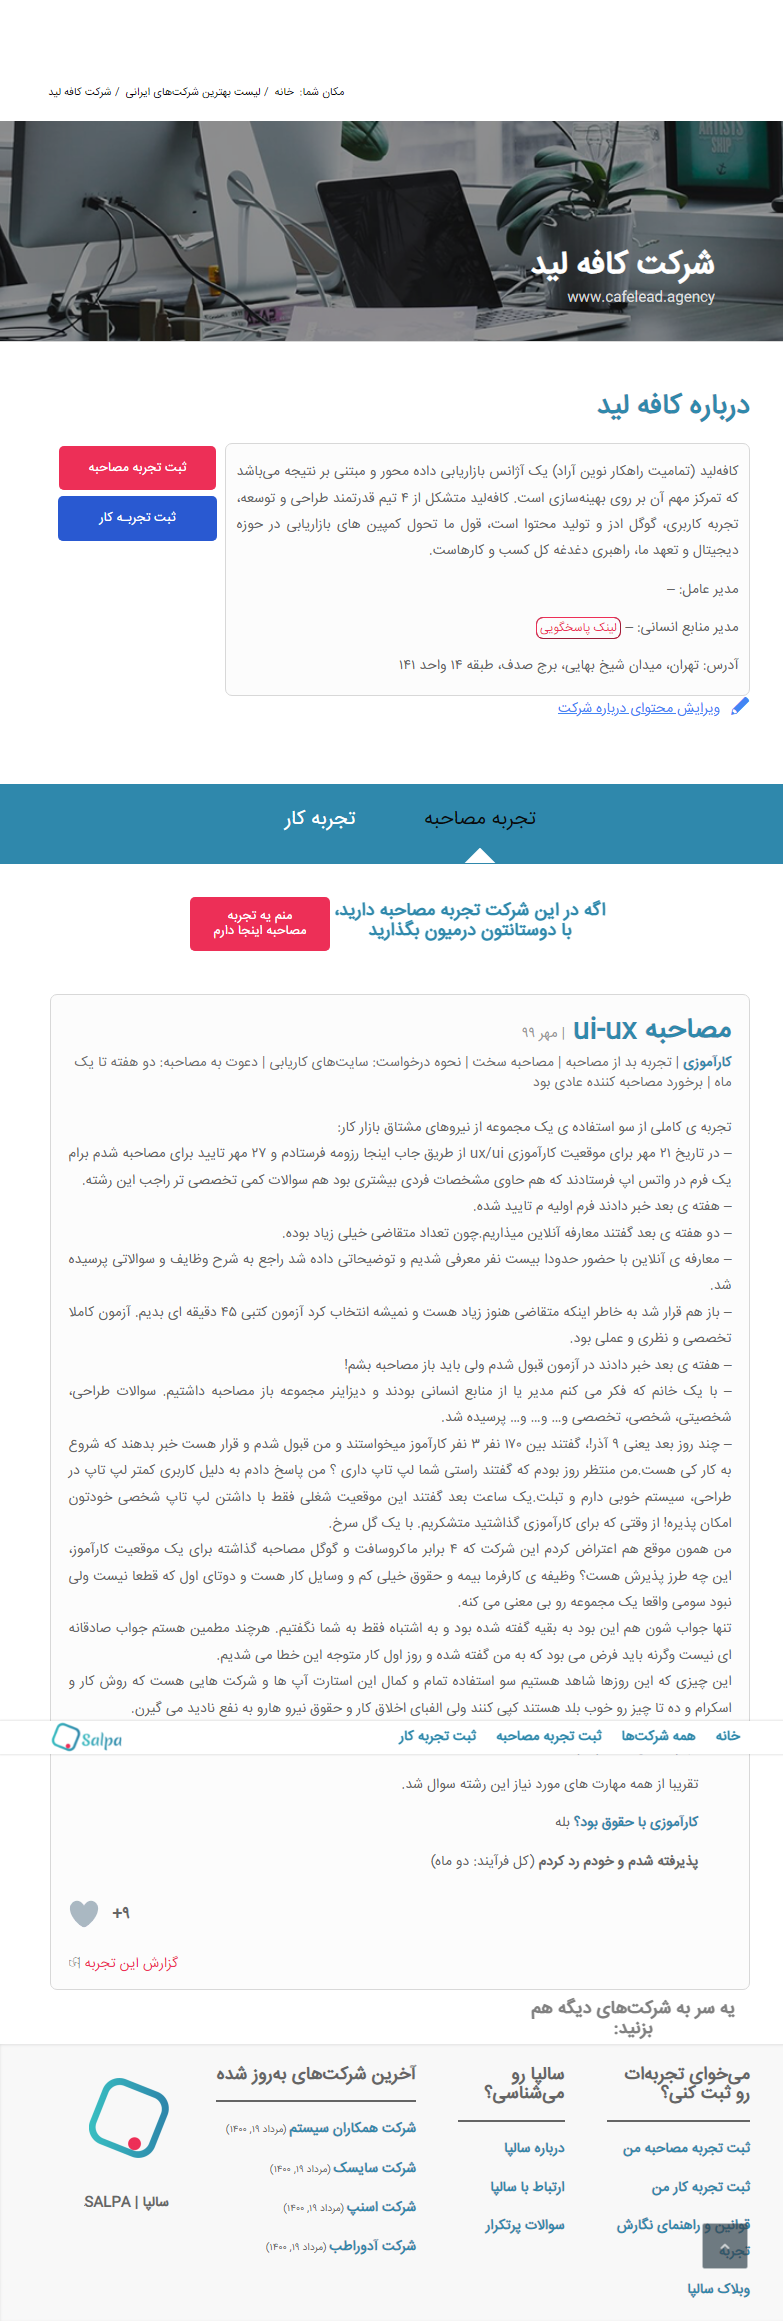 مکان شما: خانه / لیست بهترین شرکت‌های ایرانی / شرکت کافه لید
ARTISTS
SHIP
شرکت کافه لید
www.cafelead.agency
درباره کافه لید
ثبت تجربه مصاحبه
ثبت تجربـه کار
کافه‌لید (تمامیت راهکار نوین آراد) یک آژانس بازاریابی داده محور و مبتنی بر نتیجه می‌باشد
که تمرکز مهم آن بر روی بهینه‌سازی است. کافه‌لید متشکل از ۴ تیم قدرتمند طراحی و توسعه،
تجربه کاربری، گوگل ادز و تولید محتوا است، قول ما تحول کمپین های بازاریابی در حوزه
دیجیتال و تعهد ما، راهبری دغدغه کل کسب و کارهاست.
مدیر عامل: –
مدیر منابع انسانی: – لینک پاسخگویی
آدرس: تهران، میدان شیخ بهایی، برج صدف، طبقه ۱۴ واحد ۱۴۱
ویرایش محتوای درباره شرکت
تجربه مصاحبه
تجربه کار
اگه در این شرکت تجربه مصاحبه دارید،
با دوستانتون درمیون بگذارید
منم یه تجربه
مصاحبه اینجا دارم
مصاحبه ui-ux | مهر ۹۹
کارآموزی | تجربه بد از مصاحبه | مصاحبه سخت | نحوه درخواست: سایت‌های کاریابی | دعوت به مصاحبه: دو هفته تا یک
ماه | برخورد مصاحبه کننده عادی بود
تجربه ی کاملی از سو استفاده ی یک مجموعه از نیروهای مشتاق بازار کار:
– در تاریخ ۲۱ مهر برای موقعیت کارآموزی ux/ui از طریق جاب اینجا رزومه فرستادم و ۲۷ مهر تایید برای مصاحبه شدم برام
یک فرم در واتس اپ فرستادند که هم حاوی مشخصات فردی بیشتری بود هم سوالات کمی تخصصی تر راجب این رشته.
– هفته ی بعد خبر دادند فرم اولیه م تایید شده.
– دو هفته ی بعد گفتند معارفه آنلاین میذاریم.چون تعداد متقاضی خیلی زیاد بوده.
– معارفه ی آنلاین با حضور حدودا بیست نفر معرفی شدیم و توضیحاتی داده شد راجع به شرح وظایف و سوالاتی پرسیده
شد.
– باز هم قرار شد به خاطر اینکه متقاضی هنوز زیاد هست و نمیشه انتخاب کرد آزمون کتبی ۴۵ دقیقه ای بدیم. آزمون کاملا
تخصصی و نظری و عملی بود.
– هفته ی بعد خبر دادند در آزمون قبول شدم ولی باید باز مصاحبه بشم!
– با یک خانم که فکر می کنم مدیر یا از منابع انسانی بودند و دیزاینر مجموعه باز مصاحبه داشتیم. سوالات طراحی،
شخصیتی، شخصی، تخصصی و… و… و… پرسیده شد.
– چند روز بعد یعنی ۹ آذر!، گفتند بین ۱۷۰ نفر ۳ نفر کارآموز میخواستند و من قبول شدم و قرار هست خبر بدهند که شروع
به کار کی هست.من منتظر روز بودم که گفتند راستی شما لپ تاپ داری ؟ من پاسخ دادم به دلیل کاربری کمتر لپ تاپ در
طراحی، سیستم خوبی دارم و تبلت.یک ساعت بعد گفتند این موقعیت شغلی فقط با داشتن لپ تاپ شخصی خودتون
امکان پذیره! از وقتی که برای کارآموزی گذاشتید متشکریم. با یک گل سرخ.
من همون موقع هم اعتراض کردم این شرکت که ۴ برابر ماکروسافت و گوگل مصاحبه گذاشته برای یک موقعیت کارآموز،
این چه طرز پذیرش هست؟ وظیفه ی کارفرما بیمه و حقوق خیلی کم و وسایل کار هست و دوتای اول که قطعا نیست ولی
نبود سومی واقعا یک مجموعه رو بی معنی می کنه.
تنها جواب شون هم این بود به بقیه گفته شده بود و به اشتباه فقط به شما نگفتیم. هرچند مطمین هستم جواب صادقانه
ای نیست وگرنه باید فرض می بود که به من گفته شده و روز اول کار متوجه این خطا می شدیم.
این چیزی که این روزها شاهد هستیم سو استفاده تمام و کمال این استارت آپ ها و شرکت هایی هست که روش کار و
اسکرام و ده تا چیز رو خوب بلد هستند کپی کنند ولی الفبای اخلاق کار و حقوق نیرو هارو به نفع نادید می گیرن.
خانه همه شرکت‌ها ثبت تجربه مصاحبه ثبت تجربه کار Salpa
تقریبا از همه مهارت های مورد نیاز این رشته سوال شد.
کارآموزی با حقوق بود؟ بله
پذیرفته شدم و خودم رد کردم (کل فرآیند: دو ماه)
+۹
گزارش این تجربه
یه سر به شرکت‌های دیگه هم
بزنید:
می‌خوای تجربه‌ات
رو ثبت کنی؟
ثبت تجربه مصاحبه من
ثبت تجربه کار من
قوانین و راهنمای نگارش
تجربه
وبلاک سالپا
سالپا رو
می‌شناسی؟
درباره سالپا
ارتباط با سالپا
سوالات پرتکرار
آخرین شرکت‌های به‌روز شده
شرکت همکاران سیستم (مرداد ۱۹, ۱۴۰۰)
شرکت سایسک (مرداد ۱۹, ۱۴۰۰)
شرکت اسنپ (مرداد ۱۹, ۱۴۰۰)
شرکت آدوراطب (مرداد ۱۹, ۱۴۰۰)
سالپا | SALPA